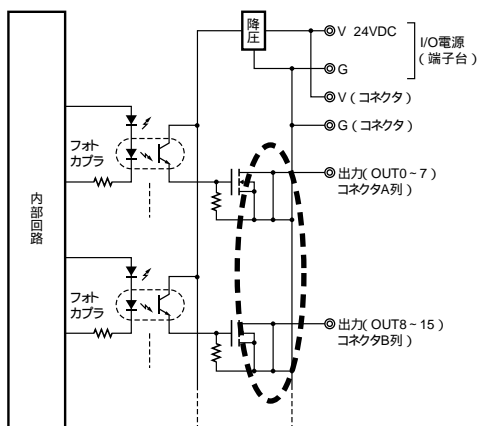 降圧
V 24VDC
G
I/O電源
(端子台)
V(コネクタ)
G(コネクタ)
フォト
カプラ
出力(OUT0~7)
コネクタA列)
内部回路
フォト
カプラ
出力(OUT8~15)
コネクタB列)